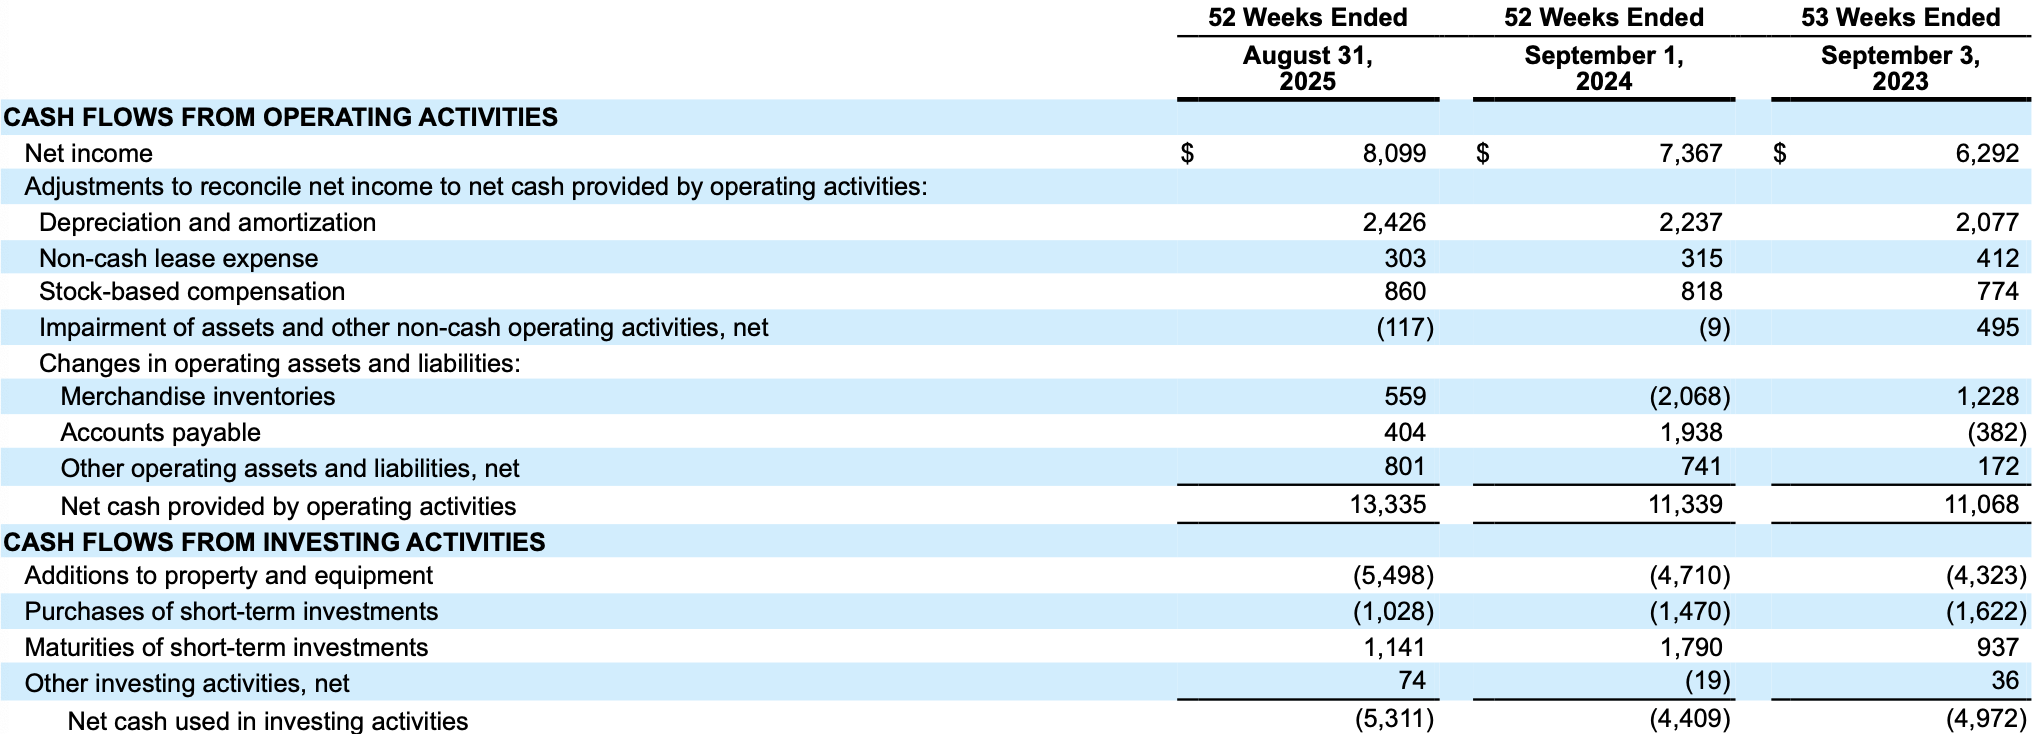 52 Weeks Ended 52 Weeks Ended 53 Weeks Ended
August 31, 2025 September 1, 2024 September 3, 2023
CASH FLOWS FROM OPERATING ACTIVITIES
Net income $ 8,099 $ 7,367 $ 6,292
Adjustments to reconcile net income to net cash provided by operating activities:
Depreciation and amortization 2,426 2,237 2,077
Non-cash lease expense 303 315 412
Stock-based compensation 860 818 774
Impairment of assets and other non-cash operating activities, net (117) (9) 495
Changes in operating assets and liabilities:
Merchandise inventories 559 (2,068) 1,228
Accounts payable 404 1,938 (382)
Other operating assets and liabilities, net 801 741 172
Net cash provided by operating activities 13,335 11,339 11,068
CASH FLOWS FROM INVESTING ACTIVITIES
Additions to property and equipment (5,498) (4,710) (4,323)
Purchases of short-term investments (1,028) (1,470) (1,622)
Maturities of short-term investments 1,141 1,790 937
Other investing activities, net 74 (19) 36
Net cash used in investing activities (5,311) (4,409) (4,972)